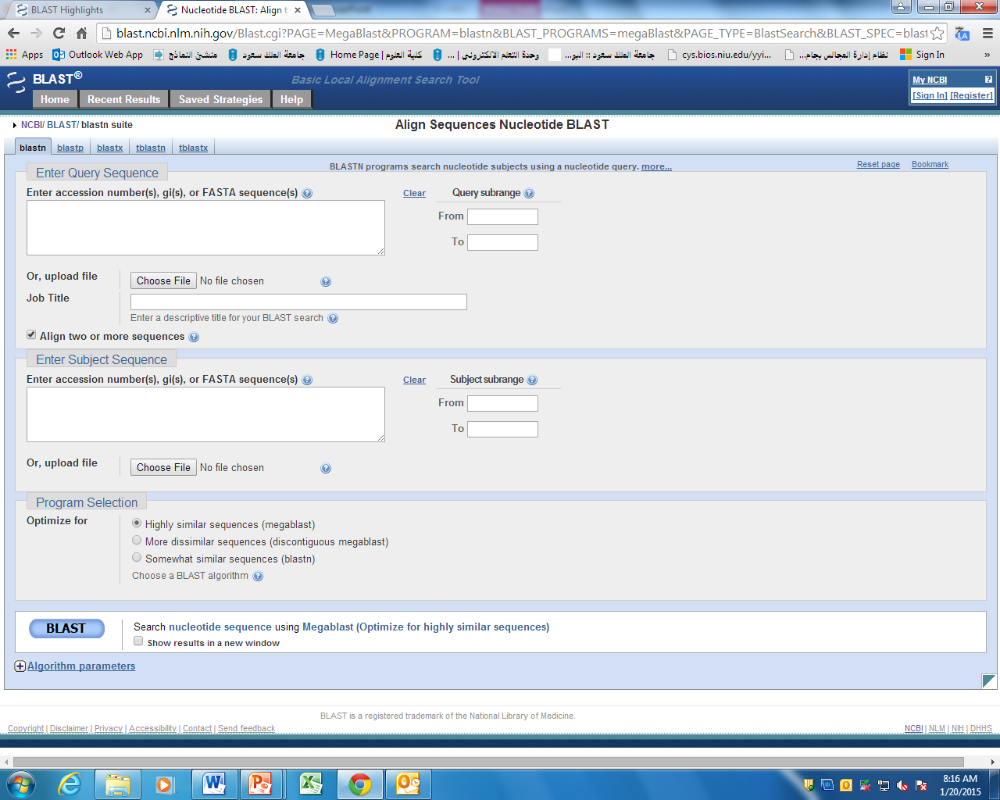 BLAST Highlights
Nucleotide BLAST: Align t
blast.ncbi.nlm.nih.gov/Blast.cgi?PAGE=MegaBlast&PROGRAM=blastn&BLAST_PROGRAMS=megaBlast&PAGE_TYPE=BlastSearch&BLAST_SPEC=blast
Apps
Outlook Web App
منشئ النماذج
جامعة الملك سعود
Home Page | كلية العلوم
وحدة التعلم الالكتروني | ...
جامعة الملك سعود :: البو...
cys.bios.niu.edu/yyi...
نظام إدارة المجالس بجام...
Sign In
»
BLAST®
Basic Local Alignment Search Tool
My NCBI
[Sign In] [Register]
Home
Recent Results
Saved Strategies
Help
NCBI/ BLAST/ blastn suite
Align Sequences Nucleotide BLAST
blastn
blastp
blastx
tblastn
tblastx
BLASTN programs search nucleotide subjects using a nucleotide query. more...
Reset page
Bookmark
Enter Query Sequence
Enter accession number(s), gi(s), or FASTA sequence(s)
Clear
Query subrange
From
To
Or, upload file
Choose File No file chosen
Job Title
Enter a descriptive title for your BLAST search
Align two or more sequences
Enter Subject Sequence
Enter accession number(s), gi(s), or FASTA sequence(s)
Clear
Subject subrange
From
To
Or, upload file
Choose File No file chosen
Program Selection
Optimize for
Highly similar sequences (megablast)
More dissimilar sequences (discontiguous megablast)
Somewhat similar sequences (blastn)
Choose a BLAST algorithm
BLAST
Search nucleotide sequence using Megablast (Optimize for highly similar sequences)
Show results in a new window
Algorithm parameters
BLAST is a registered trademark of the National Library of Medicine.
Copyright | Disclaimer | Privacy | Accessibility | Contact | Send feedback
NCBI | NLM | NIH | DHHS
8:16 AM
1/20/2015